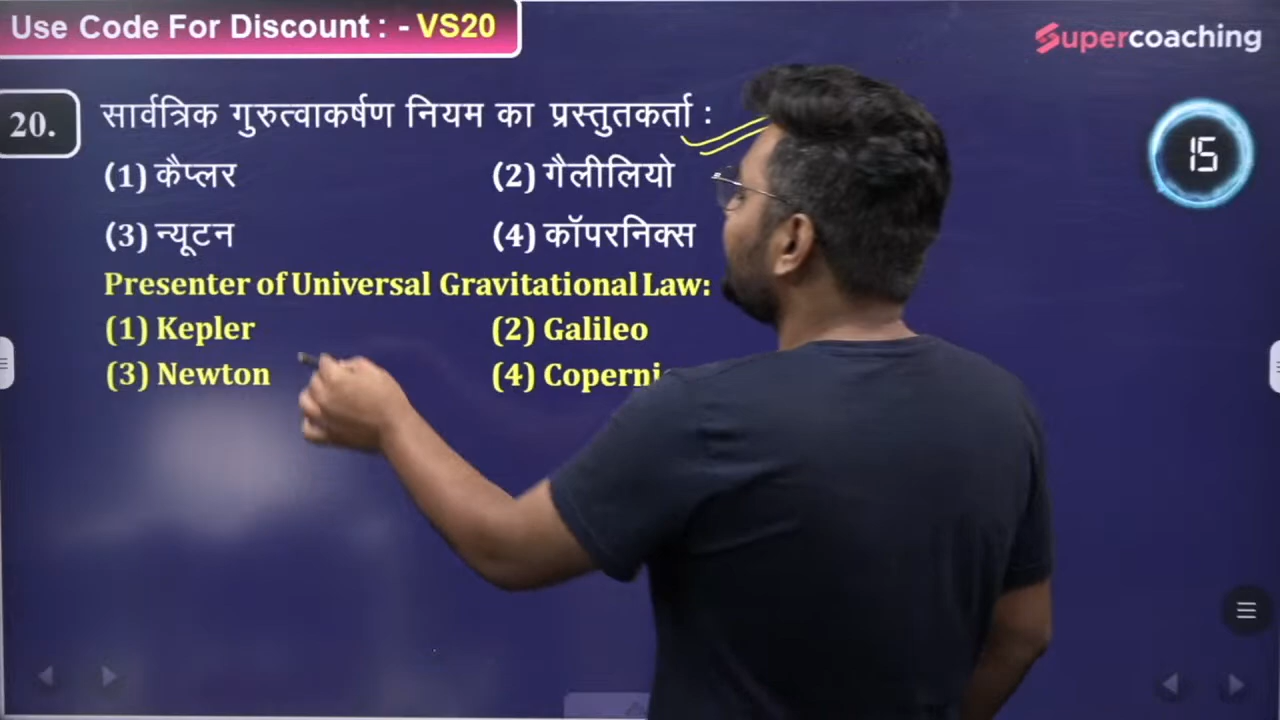 Use Code For Discount : - VS20
Supercoaching
20. सार्वत्रिक गुरुत्वाकर्षण नियम का प्रस्तुतकर्ता :
15
(1) कैप्लर (2) गैलीलियो
(3) न्यूटन (4) कॉपरनिक्स
Presenter of Universal Gravitational Law:
(1) Kepler (2) Galileo
(3) Newton (4)